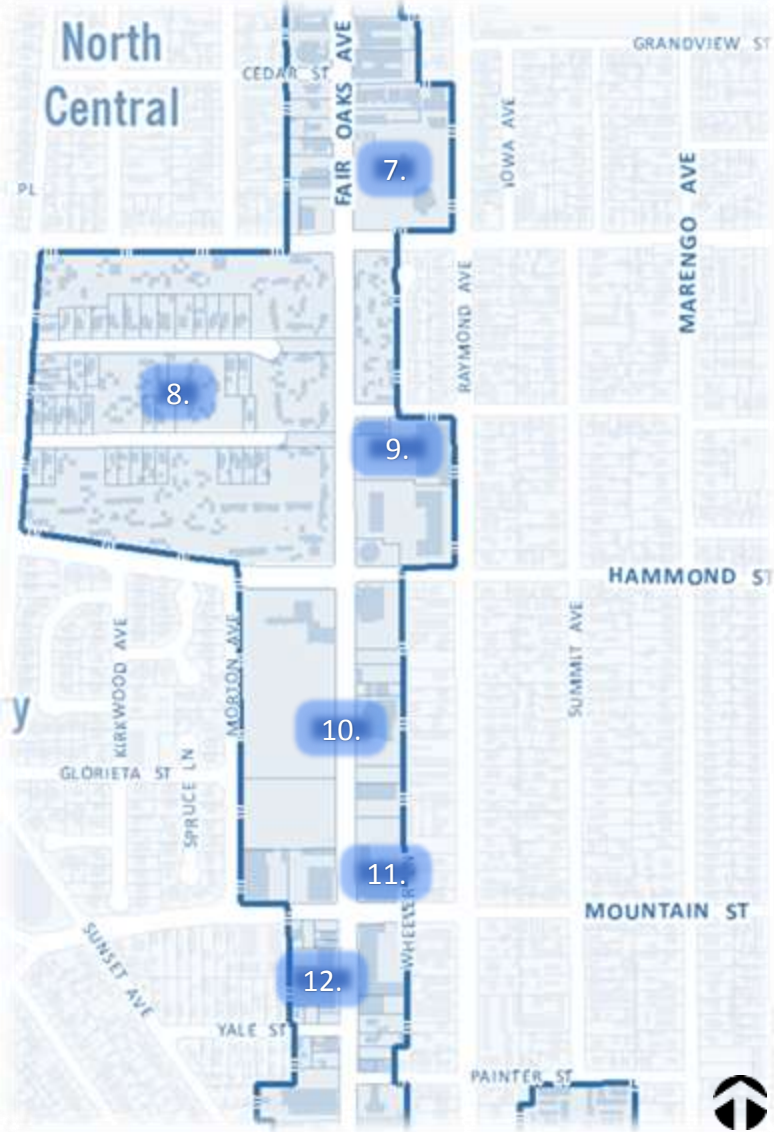 North
Central
GRANDVIEW ST
CEDAR ST
FAIR OAKS AVE
IOWA AVE
MARENGO AVE
7.
PL
RAYMOND AVE
8.
9.
HAMMOND ST
KIRKWOOD AVE
MORTON AVE
SUMMIT AVE
y
10.
GLORIETA ST
SPRUCE LN
11.
WHEELER LN
MOUNTAIN ST
SUNSET AVE
12.
YALE ST
PAINTER ST